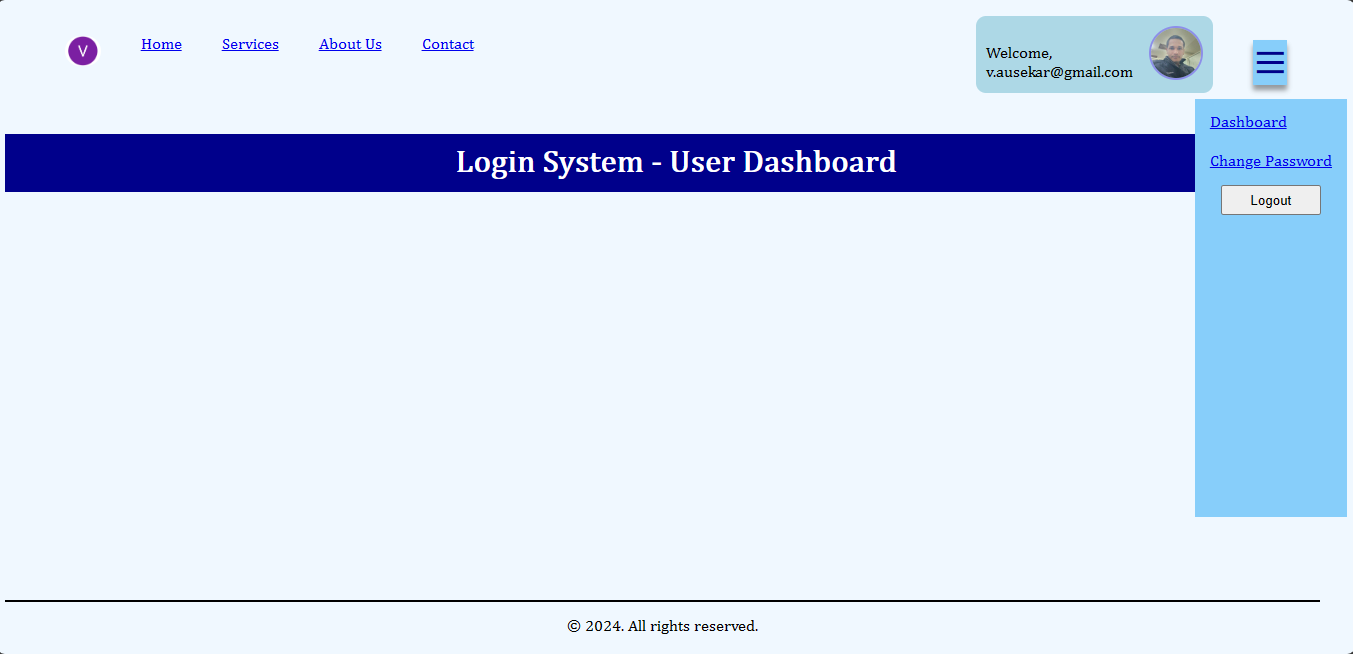 V
Home
Services
About Us
Contact
Welcome,
v.ausekar@gmail.com
Dashboard
Change Password
Logout
Login System - User Dashboard
© 2024. All rights reserved.